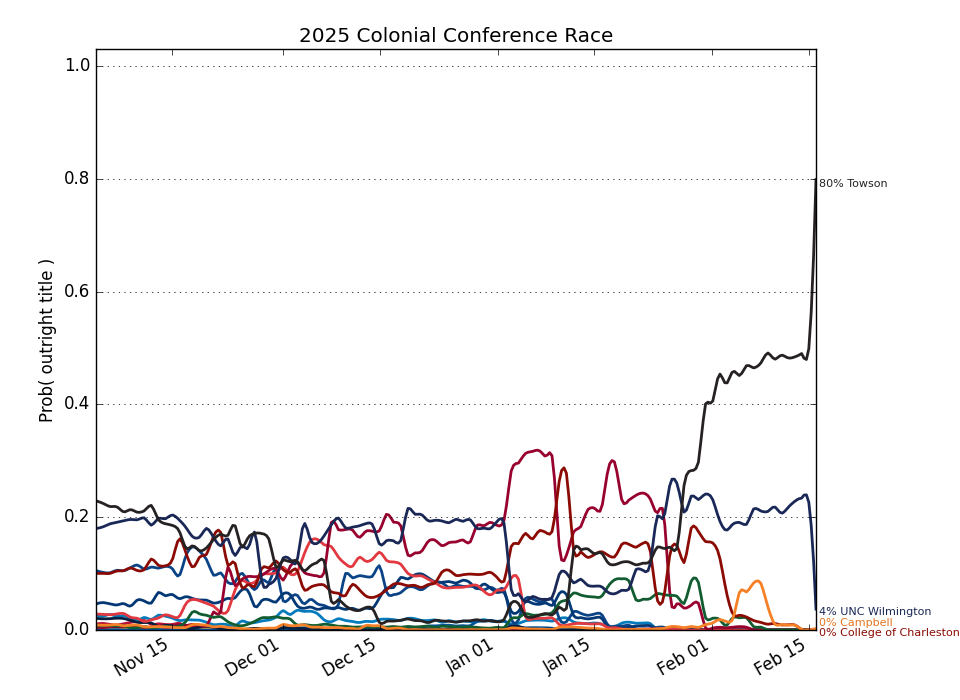 2025 Colonial Conference Race
Prob( outright title )
1.0
0.8
0.6
0.4
0.2
0.0
80% Towson
4% UNC Wilmington
0% Campbell
0% College of Charleston
Nov 15
Dec 01
Dec 15
Jan 01
Jan 15
Feb 01
Feb 15